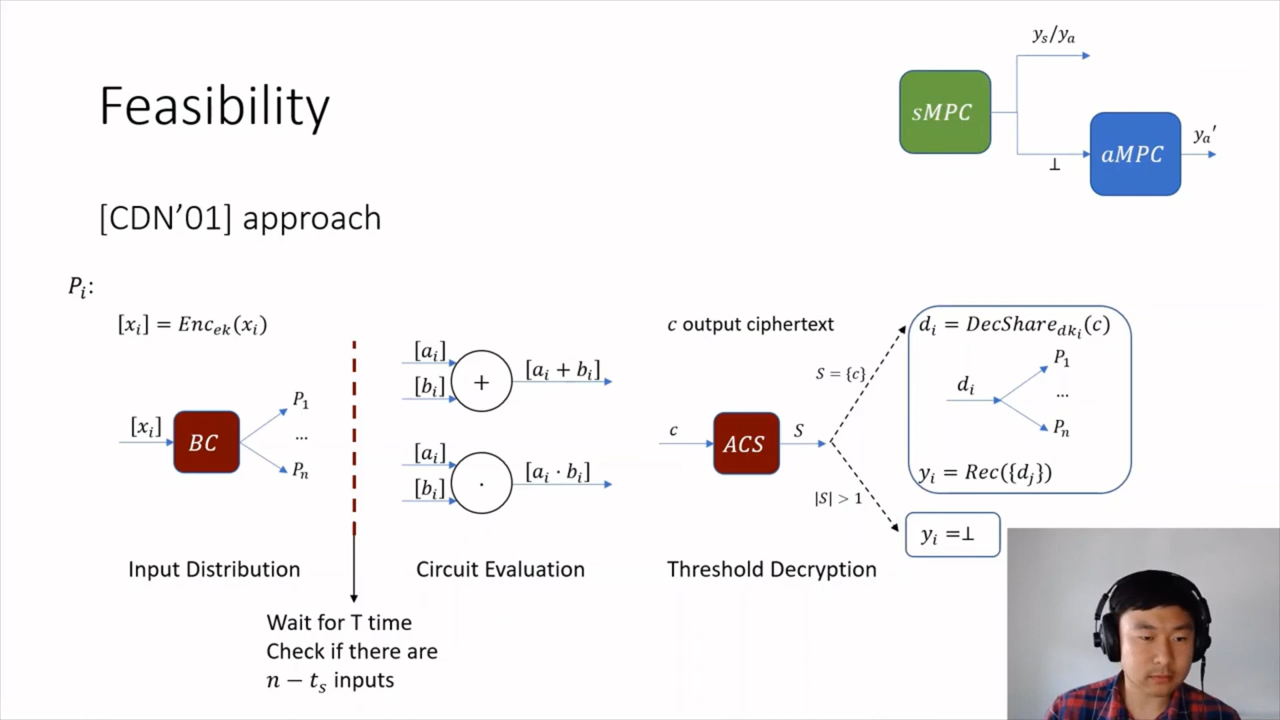 Feasibility
y_s/y_a
sMPC
⊥
aMPC
y_a'
[CDN'01] approach
P_i:
[x_i] = Enc_ek(x_i)
[x_i]
BC
P_1
...
P_n
Input Distribution
Wait for T time
Check if there are
n − t_s inputs
[a_i]
[b_i]
+
[a_i + b_i]
[a_i]
[b_i]
·
[a_i · b_i]
Circuit Evaluation
c output ciphertext
c
ACS
S
S = {c}
|S| > 1
Threshold Decryption
d_i = DecShare_dk_i(c)
d_i
P_1
...
P_n
y_i = Rec({d_j})
y_i =⊥